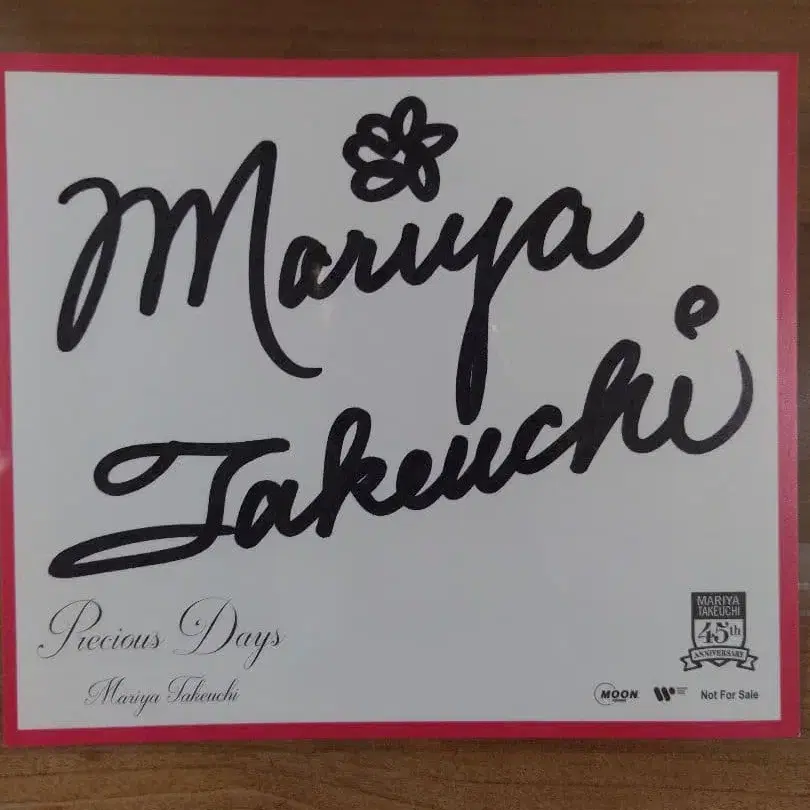 Mariya
Takeuchi
Precious Days
Mariya Takeuchi
MARIYA
TAKEUCHI
45th
ANNIVERSARY
MOON
Not For Sale